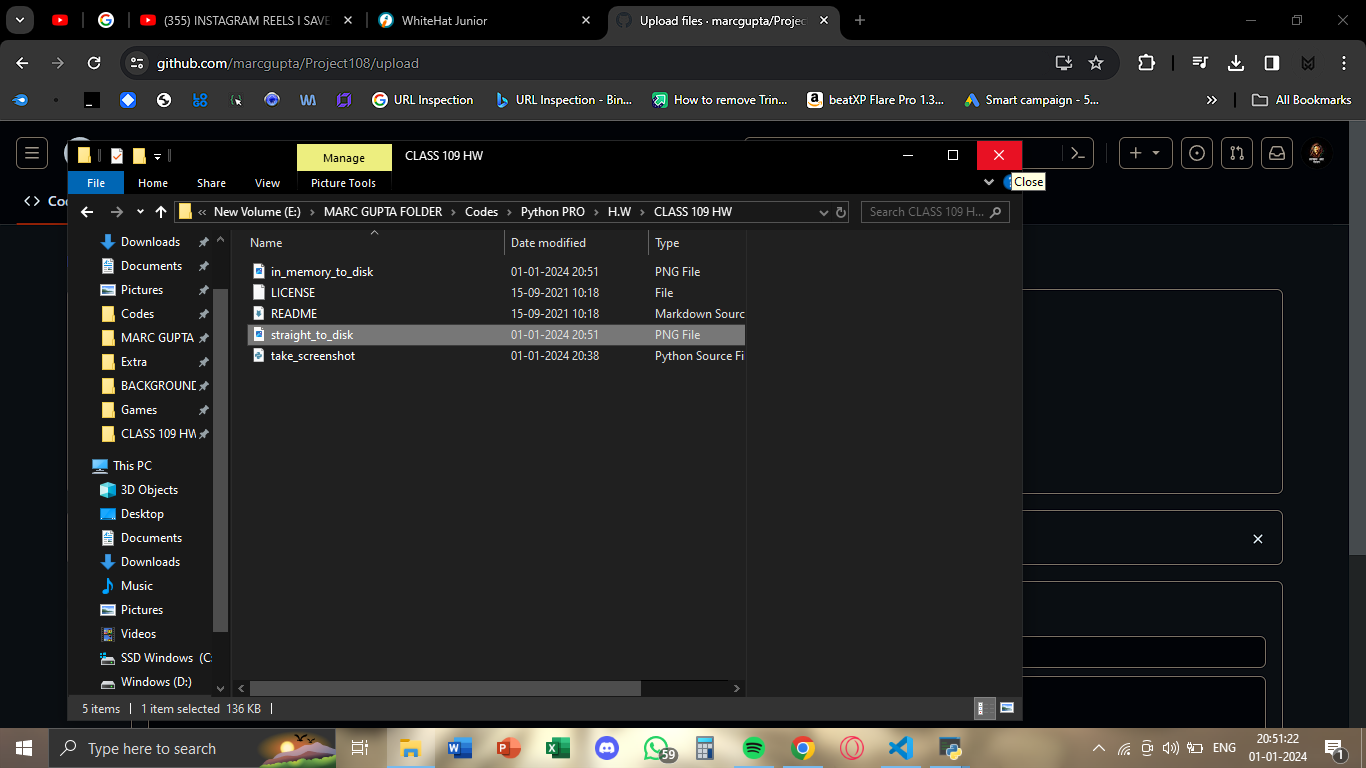 (355) INSTAGRAM REELS I SAVE
WhiteHat Junior
Upload files · marcgupta/Projec
github.com/marcgupta/Project108/upload
URL Inspection
URL Inspection - Bin...
How to remove Trin...
beatXP Flare Pro 1.3...
Smart campaign - 5...
All Bookmarks
Manage
CLASS 109 HW
File
Home
Share
View
Picture Tools
Close
New Volume (E:)
MARC GUPTA FOLDER
Codes
Python PRO
H.W
CLASS 109 HW
Search CLASS 109 H...
Downloads
Documents
Pictures
Codes
MARC GUPTA
Extra
BACKGROUND
Games
CLASS 109 HW
This PC
3D Objects
Desktop
Documents
Downloads
Music
Pictures
Videos
SSD Windows (C:
Windows (D:)
Name Date modified Type
in_memory_to_disk 01-01-2024 20:51 PNG File
LICENSE 15-09-2021 10:18 File
README 15-09-2021 10:18 Markdown Sourc
straight_to_disk 01-01-2024 20:51 PNG File
take_screenshot 01-01-2024 20:38 Python Source Fi
5 items 1 item selected 136 KB
Type here to search
59
ENG
20:51:22
01-01-2024
1